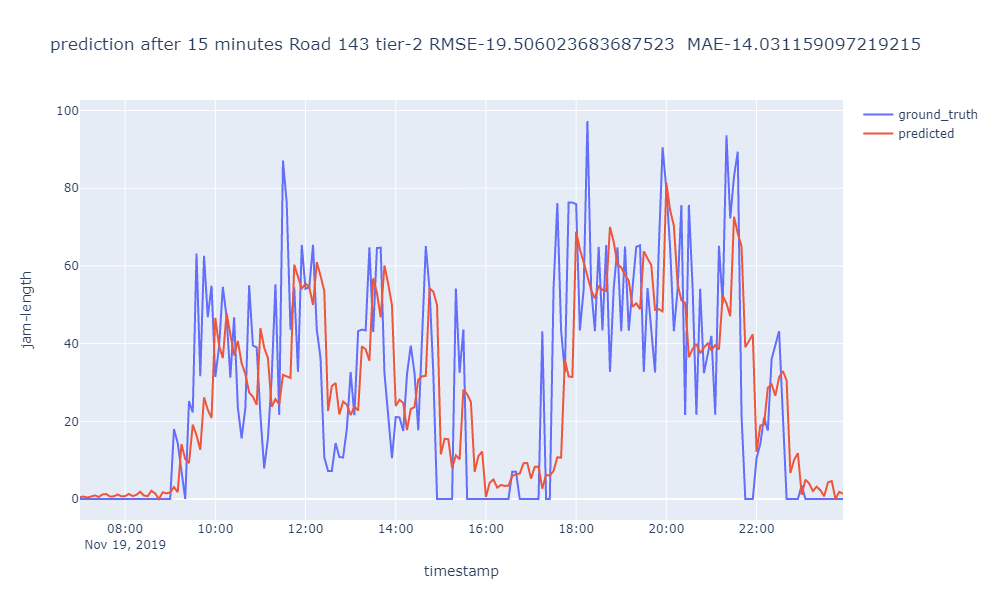 prediction after 15 minutes Road 143 tier-2 RMSE-19.506023683687523  MAE-14.031159097219215
ground_truth
predicted
jam-length
100
80
60
40
20
0
08:00 10:00 12:00 14:00 16:00 18:00 20:00 22:00
Nov 19, 2019
timestamp